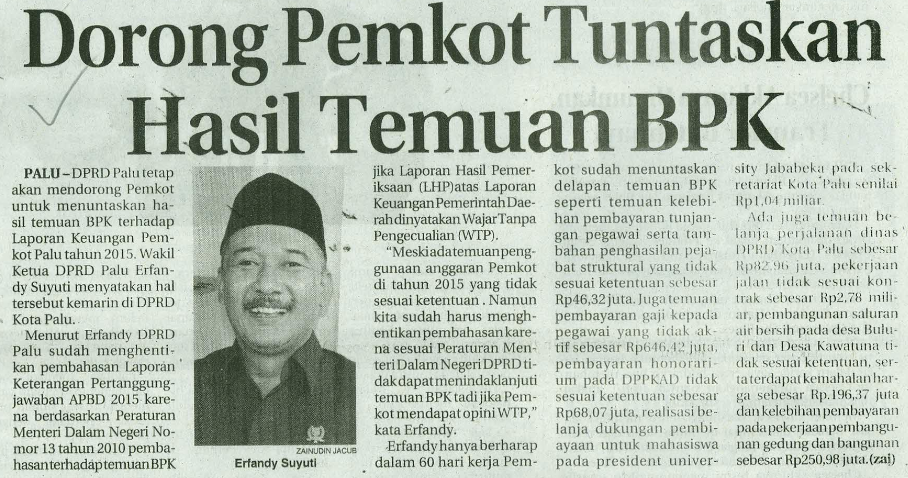 Dorong Pemkot Tuntaskan
Hasil Temuan BPK
PALU – DPRD Palu tetap
akan mendorong Pemkot
untuk menuntaskan ha-
sil temuan BPK terhadap
Laporan Keuangan Pem-
kot Palu tahun 2015. Wakil
Ketua DPRD Palu Erfan-
dy Suyuti menyatakan hal
tersebut kemarin di DPRD
Kota Palu.
Menurut Erfandy DPRD
Palu sudah menghenti-
kan pembahasan Laporan
Keterangan Pertanggung-
jawaban APBD 2015 kare-
na berdasarkan Peraturan
Menteri Dalam Negeri No-
mor 13 tahun 2010 pemba-
hasan terhadap temuan BPK
ZAINUDIN JACUB
Erfandy Suyuti
jika Laporan Hasil Pemer-
iksaan (LHP) atas Laporan
Keuangan Pemerintah Dae-
rah dinyatakan Wajar Tanpa
Pengecualian (WTP).
“Meski ada temuan peng-
gunaan anggaran Pemkot
di tahun 2015 yang tidak
sesuai ketentuan . Namun
kita sudah harus mengh-
entikan pembahasan kare-
na sesuai Peraturan Men-
teri Dalam Negeri DPRD ti-
dak dapat menindaklanjuti
temuan BPK tadi jika Pem-
kot mendapat opini WTP,”
kata Erfandy.
Erfandy hanya berharap
dalam 60 hari kerja Pem-
kot sudah menuntaskan
delapan temuan BPK
seperti temuan kelebi-
han pembayaran tunjan-
gan pegawai serta tam-
bahan penghasilan peja-
bat struktural yang tidak
sesuai ketentuan sebesar
Rp46,32 juta. Juga temuan
pembayaran gaji kepada
pegawai yang tidak ak-
tif sebesar Rp646,42 juta,
pembayaran honorari-
um pada DPPKAD tidak
sesuai ketentuan sebesar
Rp68,07 juta, realisasi be-
lanja dukungan pembi-
ayaan untuk mahasiswa
pada president univer-
sity Jababeka pada sek-
retariat Kota Palu senilai
Rp1,04 miliar.
Ada juga temuan be-
lanja perjalanan dinas
DPRD Kota Palu sebesar
Rp82,96 juta, pekerjaan
jalan tidak sesuai kon-
trak sebesar Rp2,78 mili-
ar, pembangunan saluran
air bersih pada desa Bulu-
ri dan Desa Kawatuna ti-
dak sesuai ketentuan, ser-
ta terdapat kemahalan har-
ga sebesar Rp.196,37 juta
dan kelebihan pembayaran
pada pekerjaan pembangu-
nan gedung dan bangunan
sebesar Rp250,98 juta.(zai)